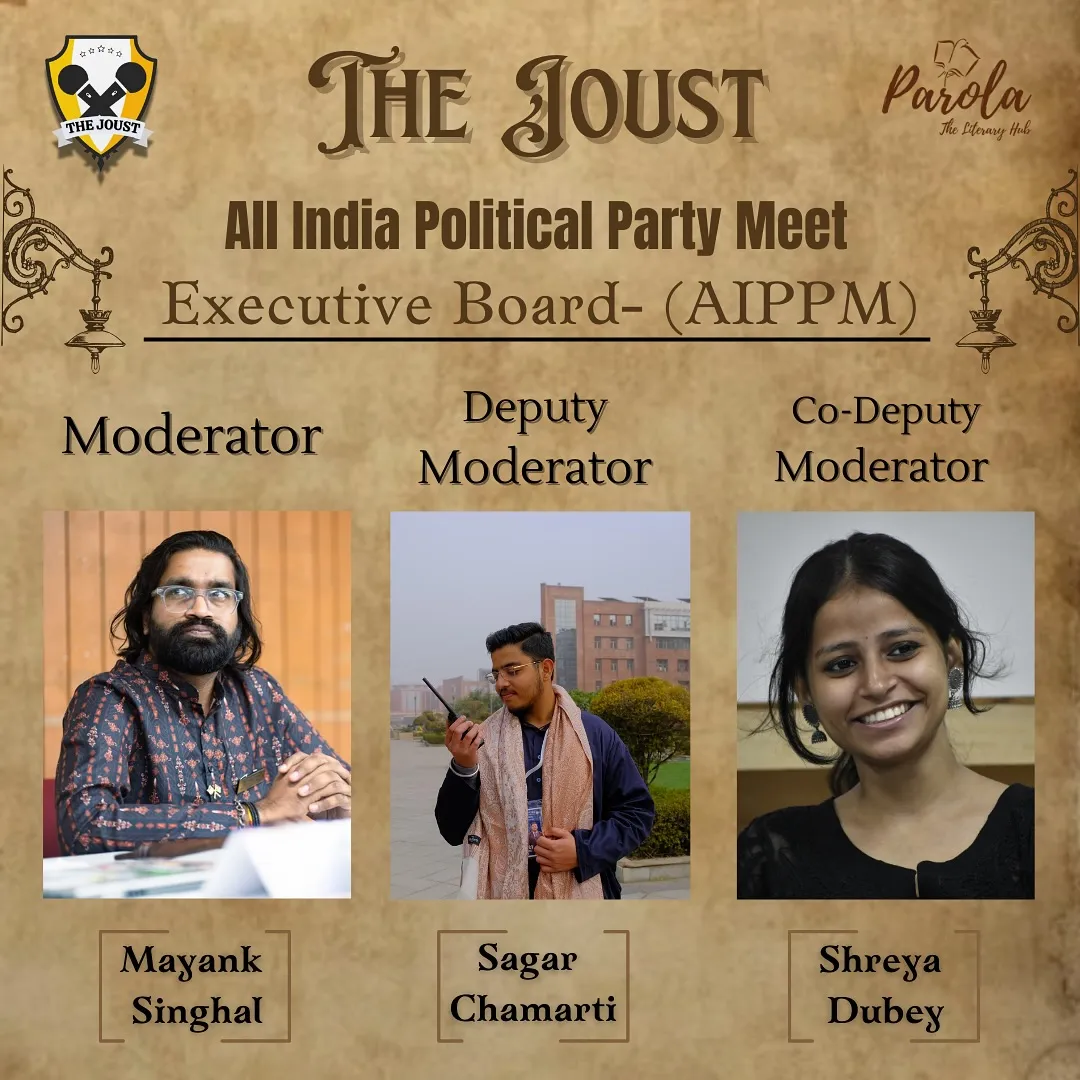 THE JOUST
THE JOUST
Parola
The Literary Hub
All India Political Party Meet
Executive Board- (AIPPM)
Moderator
Deputy
Moderator
Co-Deputy
Moderator
Mayank
Singhal
Sagar
Chamarti
Shreya
Dubey